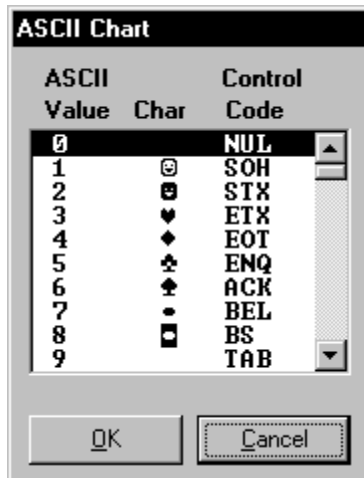 ASCII Chart
ASCII Control
Value Char Code
0 NUL
1 ☺ SOH
2 ☻ STX
3 ♥ ETX
4 ♦ EOT
5 ♣ ENQ
6 ♠ ACK
7 • BEL
8 ◘ BS
9 TAB
OK Cancel